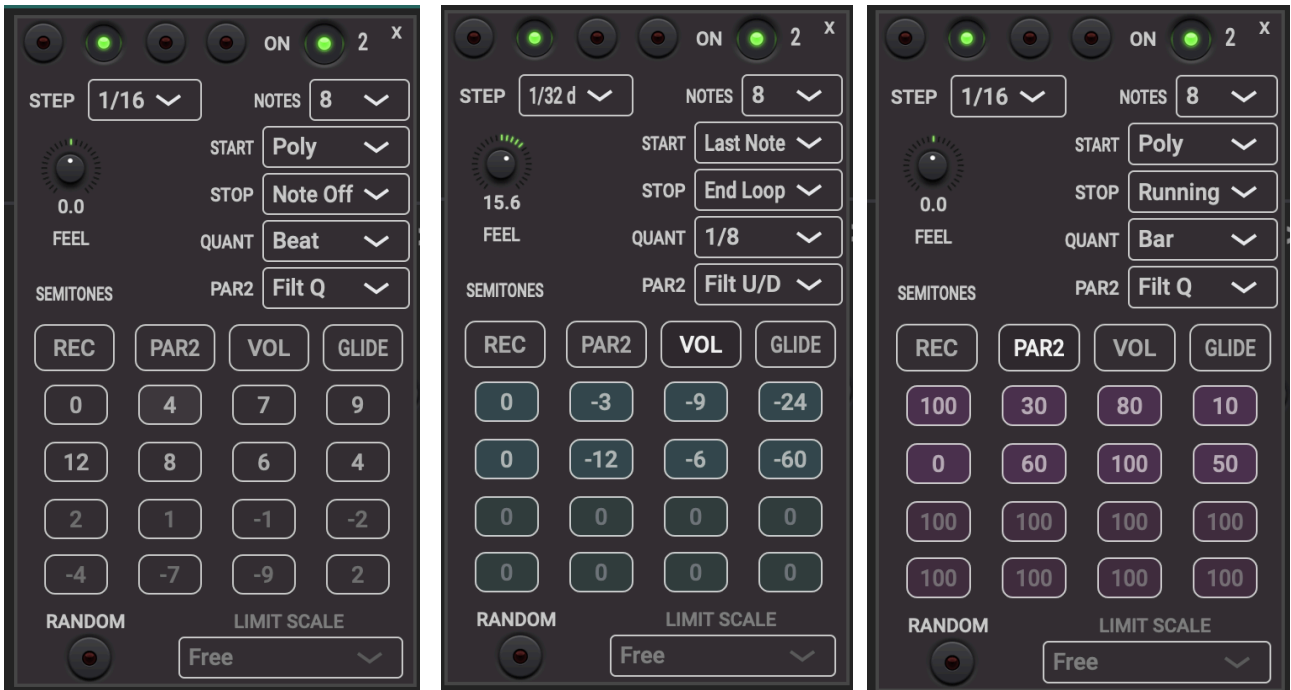 ON 2 x
STEP 1/16 NOTES 8
START Poly
0.0 STOP Note Off
FEEL QUANT Beat
SEMITONES PAR2 Filt Q
REC PAR2 VOL GLIDE
0 4 7 9
12 8 6 4
2 1 -1 -2
-4 -7 -9 2
RANDOM LIMIT SCALE
Free
ON 2 x
STEP 1/32 d NOTES 8
START Last Note
15.6 STOP End Loop
FEEL QUANT 1/8
SEMITONES PAR2 Filt U/D
REC PAR2 VOL GLIDE
0 -3 -9 -24
0 -12 -6 -60
0 0 0 0
0 0 0 0
RANDOM LIMIT SCALE
Free
ON 2 x
STEP 1/16 NOTES 8
START Poly
0.0 STOP Running
FEEL QUANT Bar
SEMITONES PAR2 Filt Q
REC PAR2 VOL GLIDE
100 30 80 10
0 60 100 50
100 100 100 100
100 100 100 100
RANDOM LIMIT SCALE
Free